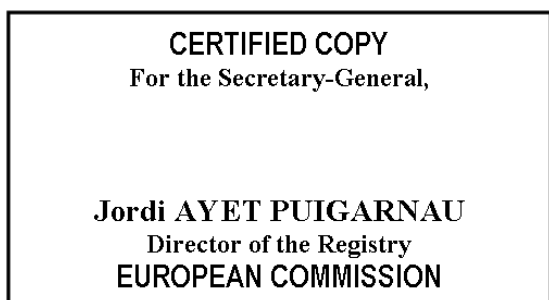 CERTIFIED COPY
For the Secretary-General,
Jordi AYET PUIGARNAU
Director of the Registry
EUROPEAN COMMISSION